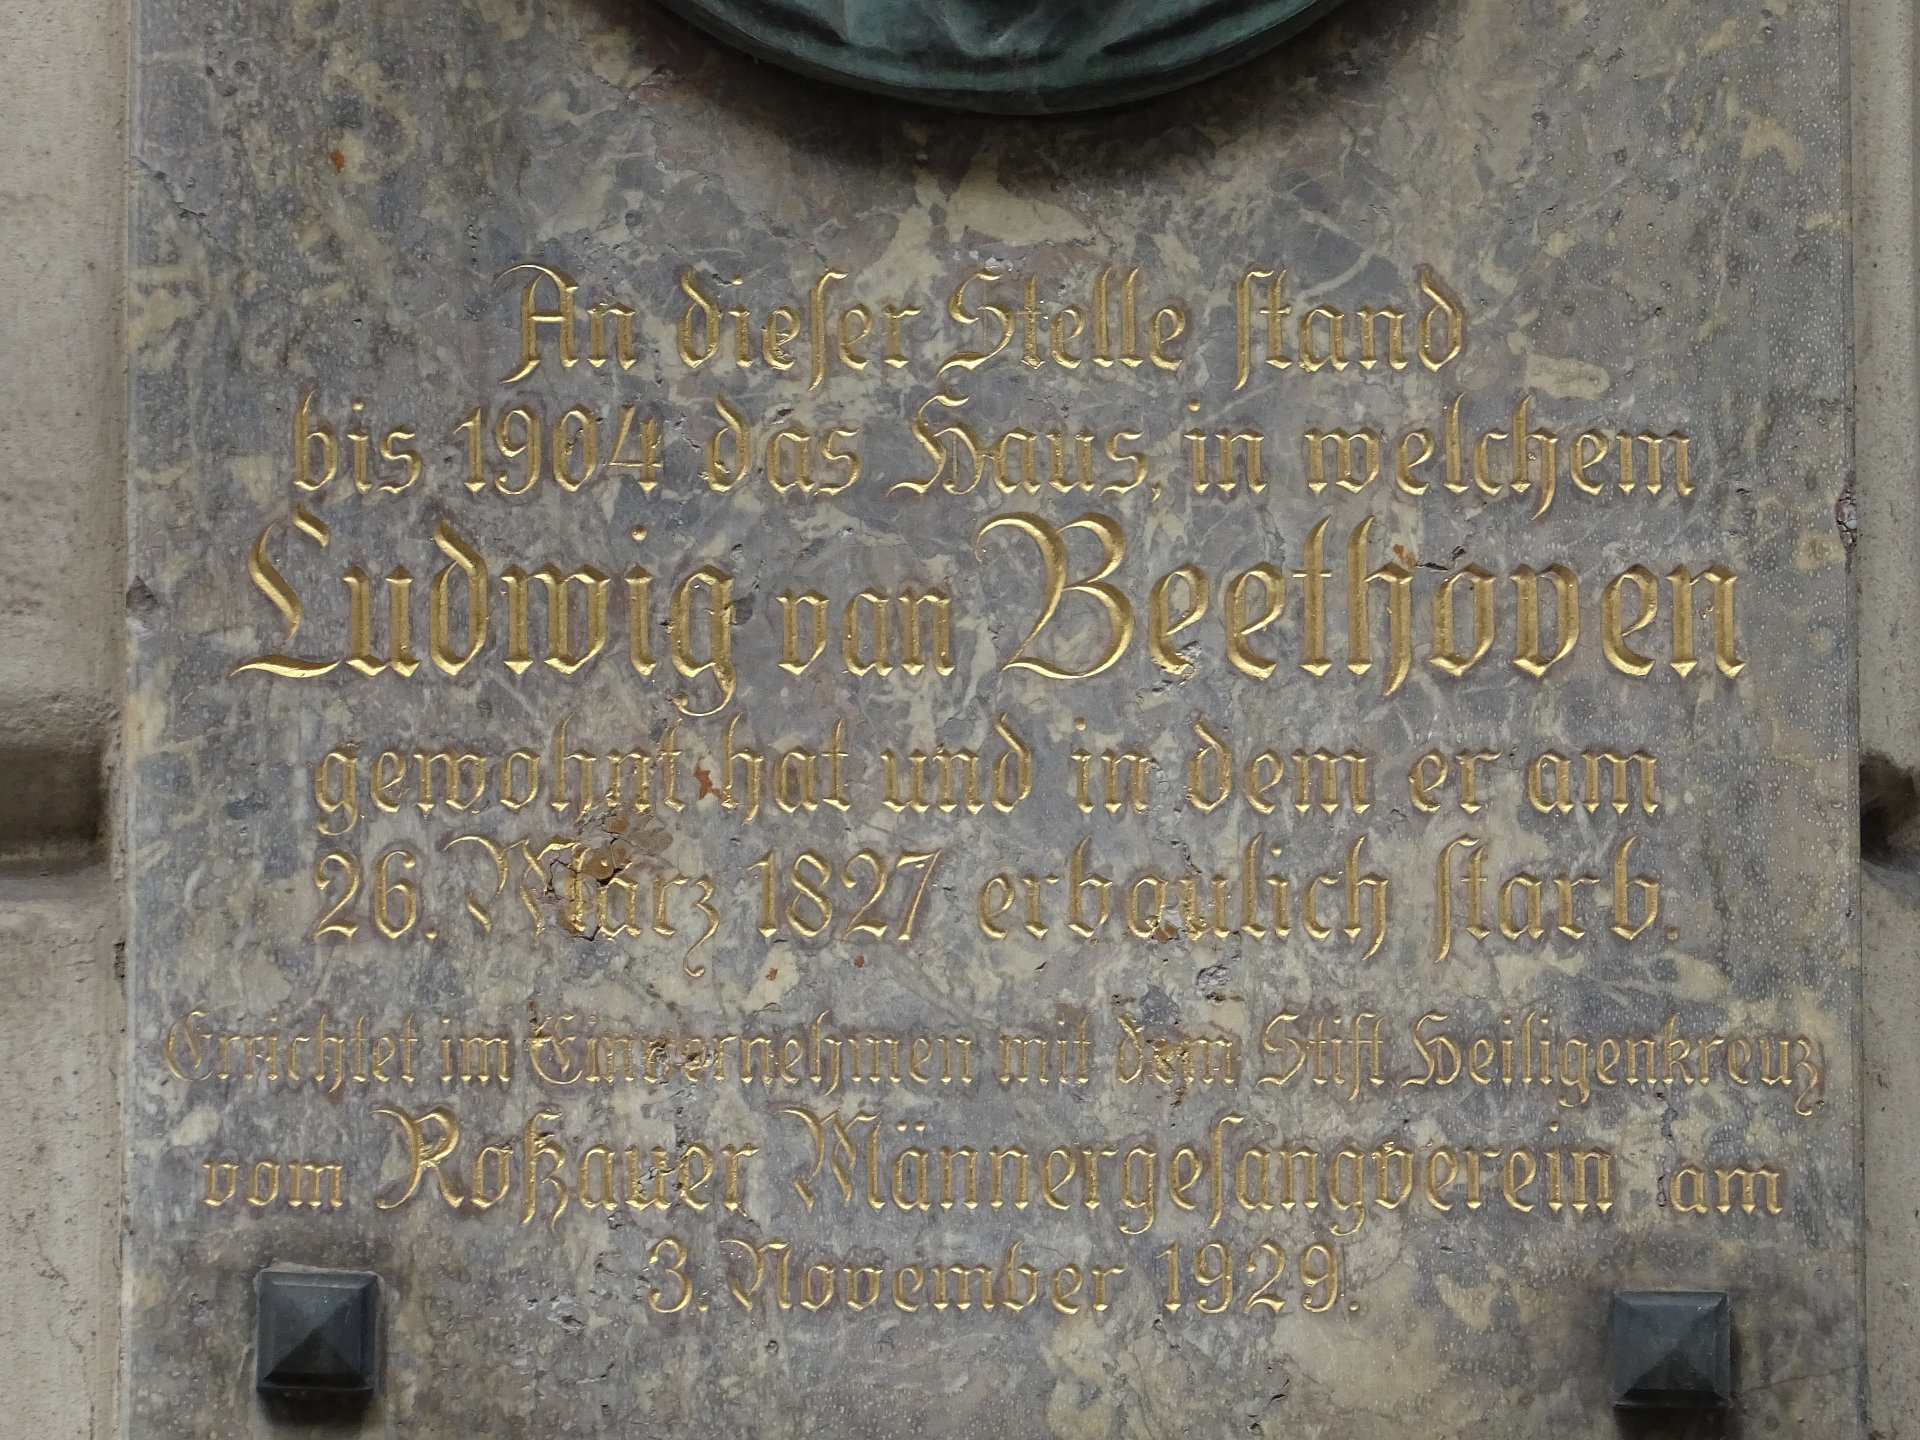 An dieser Stelle stand
bis 1904 das Haus, in welchem
Ludwig van Beethoven
gewohnt hat und in dem er am
26. März 1827 erbaulich starb.
Errichtet im Einvernehmen mit dem Stift Heiligenkreuz
vom Roßauer Männergesangverein am
3. November 1929.